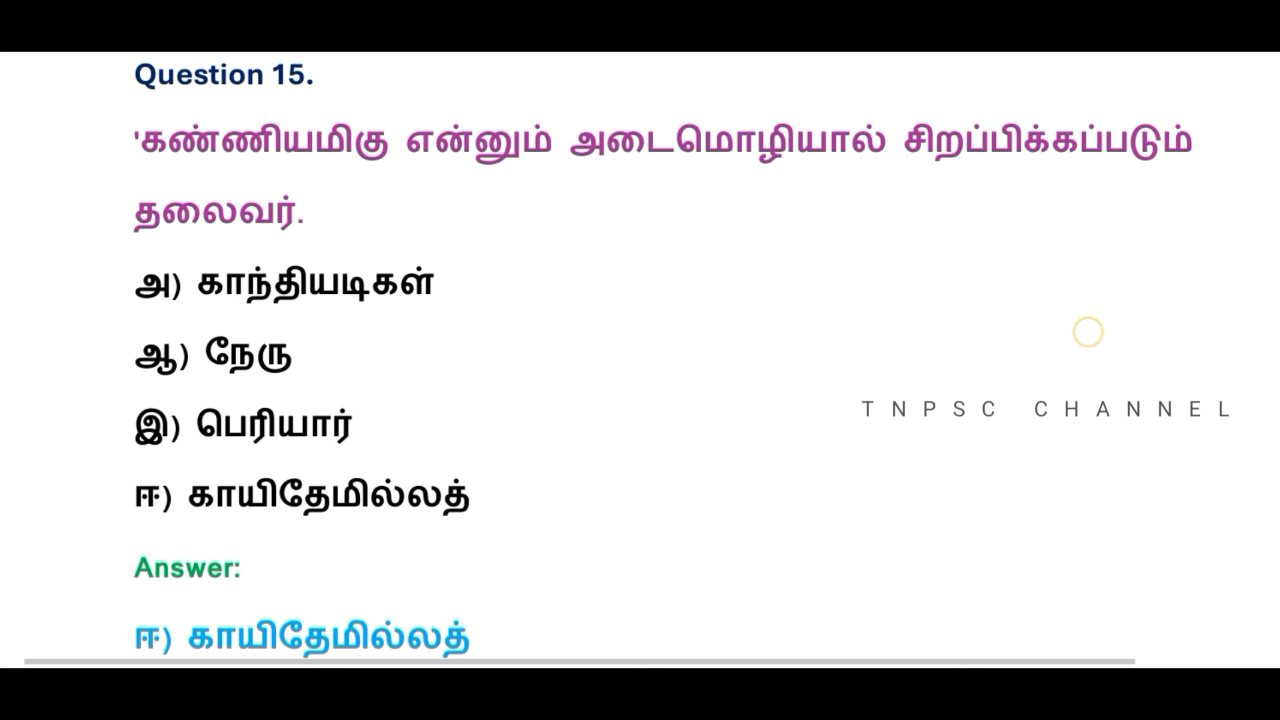 Question 15.
'கண்ணியமிகு என்னும் அடைமொழியால் சிறப்பிக்கப்படும்
தலைவர்.
அ) காந்தியடிகள்
ஆ) நேரு
TNPSC CHANNEL
இ) பெரியார்
ஈ) காயிதேமில்லத்
Answer:
ஈ) காயிதேமில்லத்